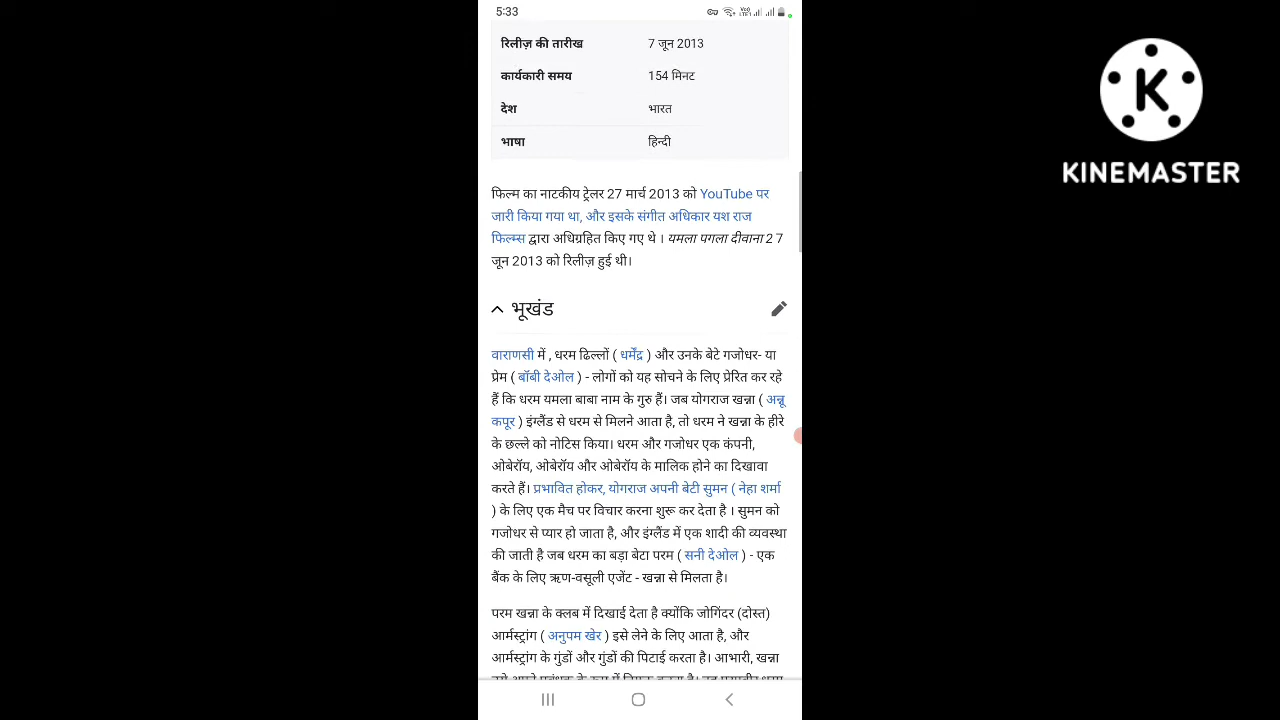 5:33
रिलीज़ की तारीख 7 जून 2013
कार्यकारी समय 154 मिनट
देश भारत
भाषा हिन्दी
फिल्म का नाटकीय ट्रेलर 27 मार्च 2013 को YouTube पर
जारी किया गया था, और इसके संगीत अधिकार यश राज
फिल्म्स द्वारा अधिग्रहित किए गए थे । यमला पगला दीवाना 2 7
जून 2013 को रिलीज़ हुई थी।
भूखंड
वाराणसी में , धरम ढिल्लों ( धर्मेंद्र ) और उनके बेटे गजोधर- या
प्रेम ( बॉबी देओल ) - लोगों को यह सोचने के लिए प्रेरित कर रहे
हैं कि धरम यमला बाबा नाम के गुरु हैं। जब योगराज खन्ना ( अन्नू
कपूर ) इंग्लैंड से धरम से मिलने आता है, तो धरम ने खन्ना के हीरे
के छल्ले को नोटिस किया। धरम और गजोधर एक कंपनी,
ओबेरॉय, ओबेरॉय और ओबेरॉय के मालिक होने का दिखावा
करते हैं। प्रभावित होकर, योगराज अपनी बेटी सुमन ( नेहा शर्मा
) के लिए एक मैच पर विचार करना शुरू कर देता है । सुमन को
गजोधर से प्यार हो जाता है, और इंग्लैंड में एक शादी की व्यवस्था
की जाती है जब धरम का बड़ा बेटा परम ( सनी देओल ) - एक
बैंक के लिए ऋण-वसूली एजेंट - खन्ना से मिलता है।
परम खन्ना के क्लब में दिखाई देता है क्योंकि जोगिंदर (दोस्त)
आर्मस्ट्रांग ( अनुपम खेर ) इसे लेने के लिए आता है, और
आर्मस्ट्रांग के गुंडों और गुंडों की पिटाई करता है। आभारी, खन्ना
K
KINEMASTER